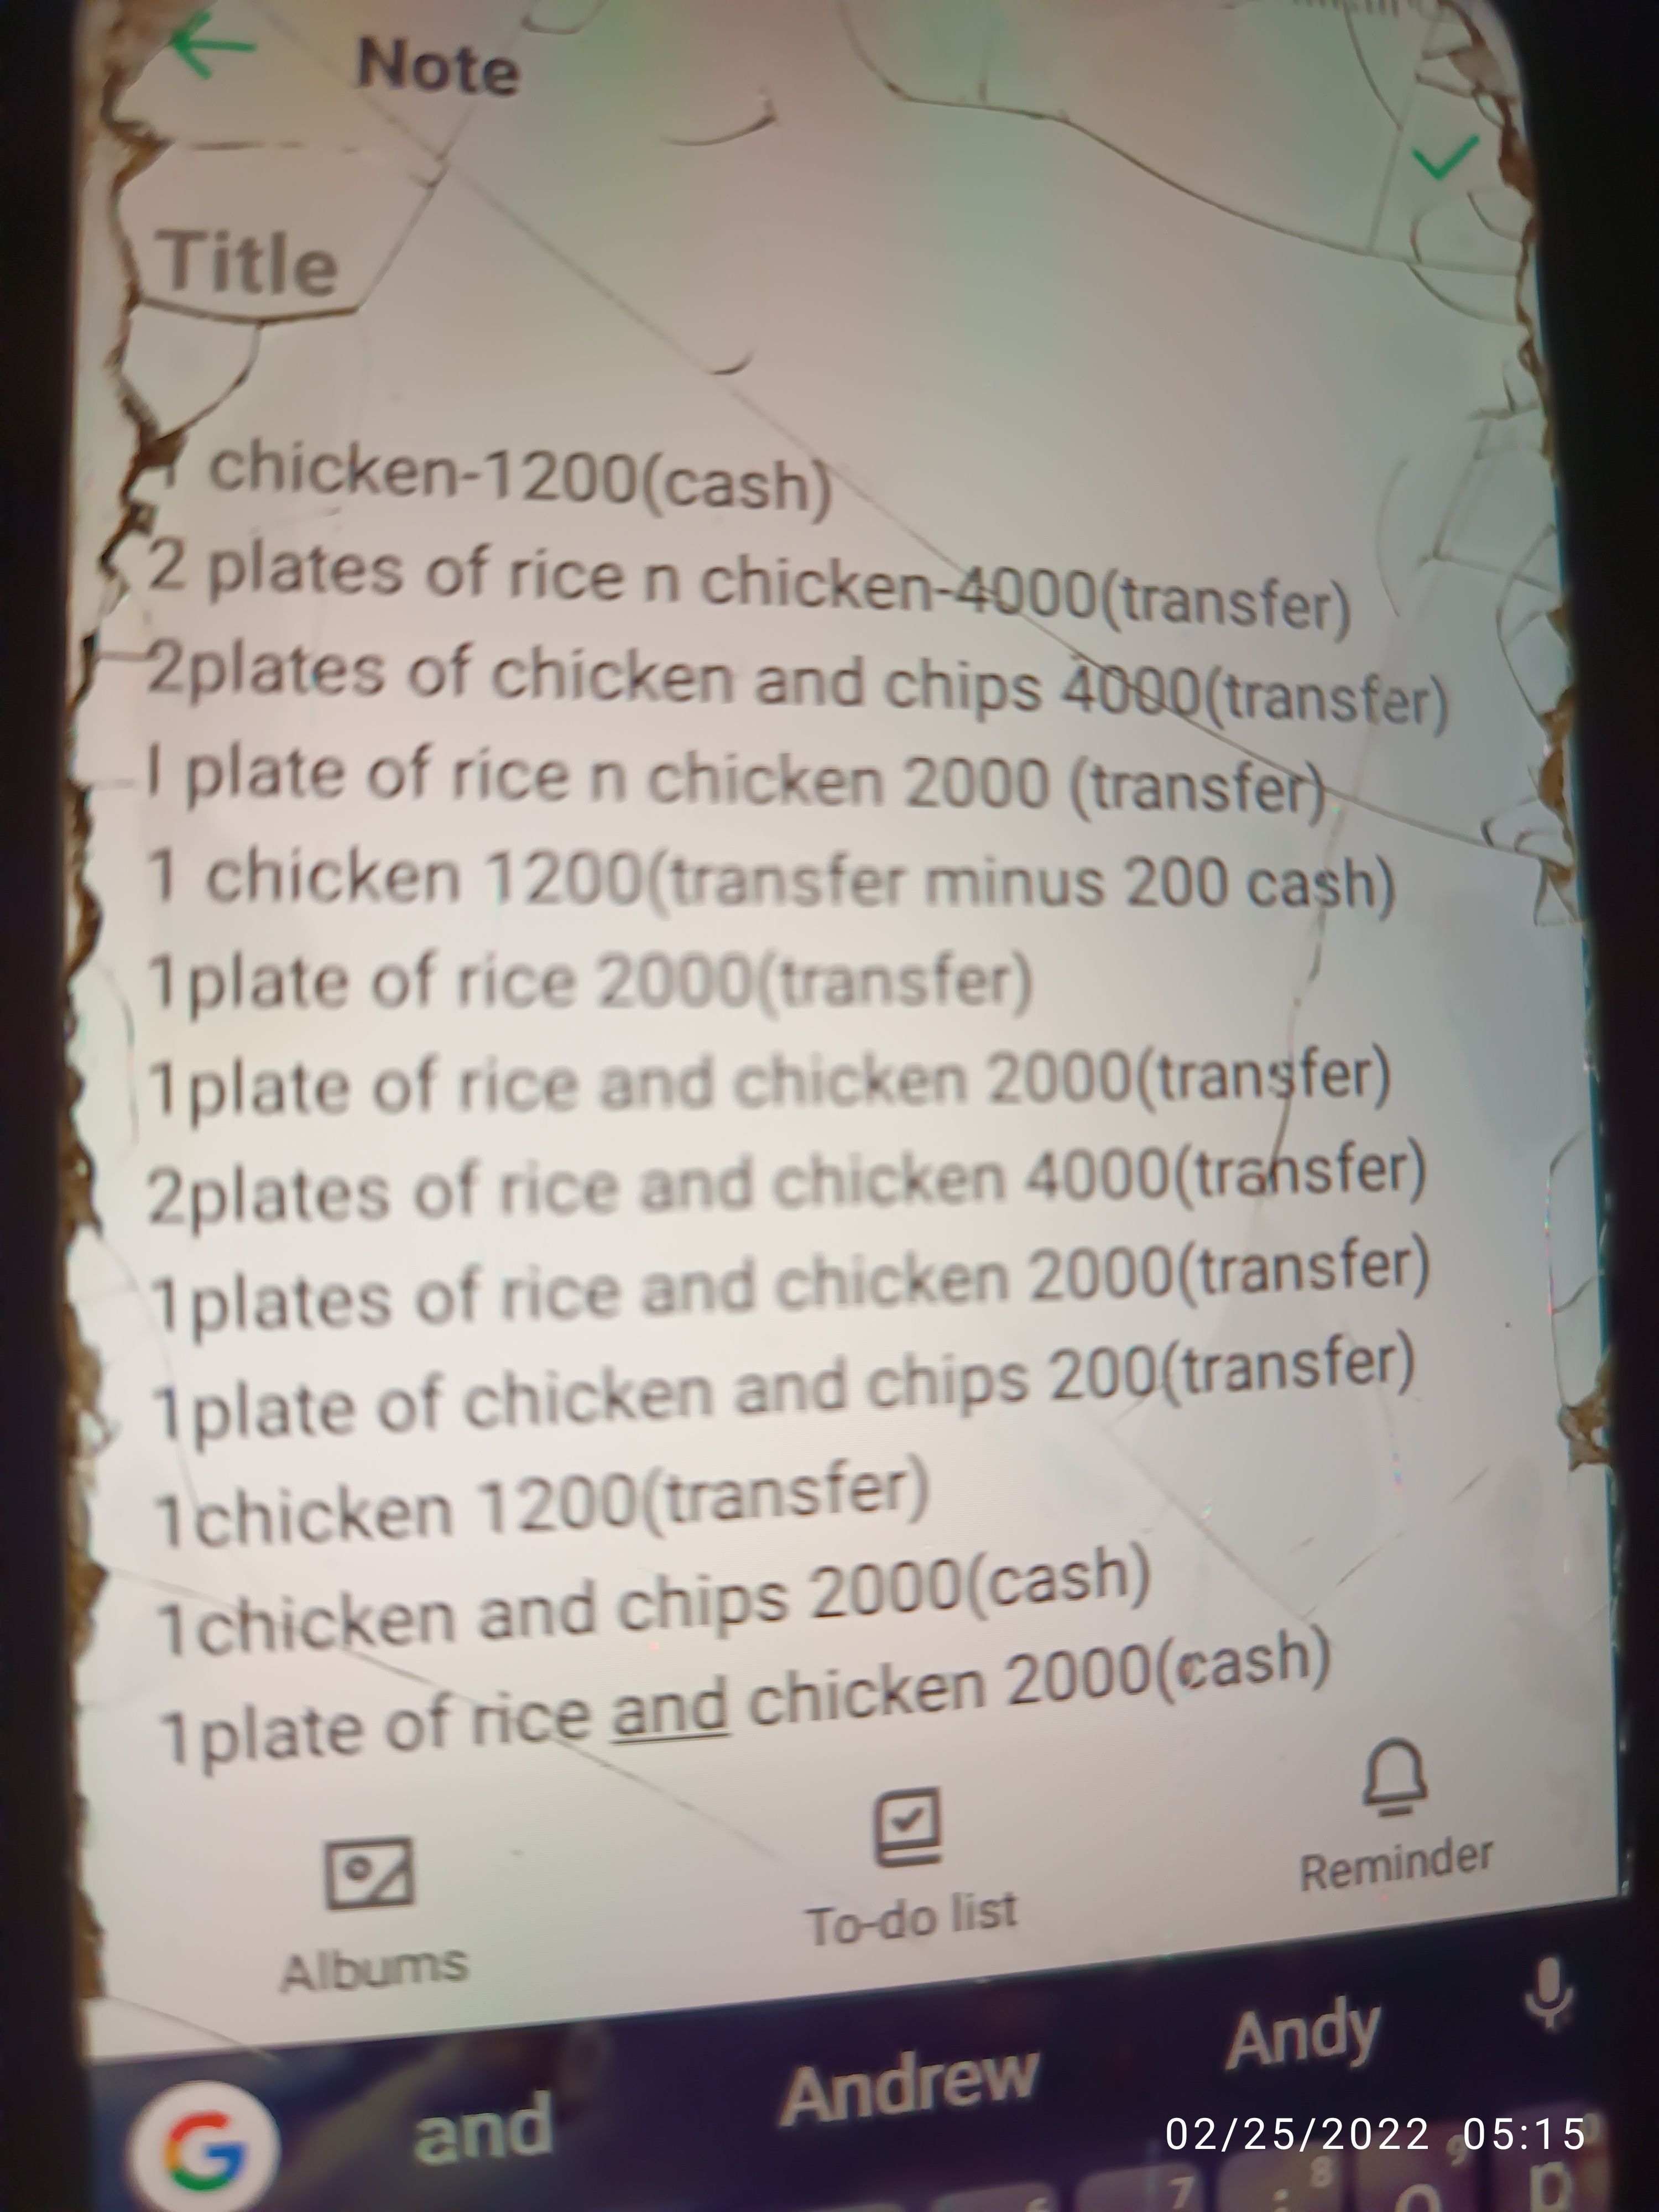 Note
Title
1 chicken-1200(cash)
2 plates of rice n chicken-4000(transfer)
2plates of chicken and chips 4000(transfer)
I plate of rice n chicken 2000 (transfer)
1 chicken 1200(transfer minus 200 cash)
1plate of rice 2000(transfer)
1plate of rice and chicken 2000(transfer)
2plates of rice and chicken 4000(transfer)
1plates of rice and chicken 2000(transfer)
1plate of chicken and chips 200(transfer)
1chicken 1200(transfer)
1chicken and chips 2000(cash)
1plate of rice and chicken 2000(cash)
Albums
To-do list
Reminder
G and Andrew Andy
02/25/2022 05:15
7 8 9
p